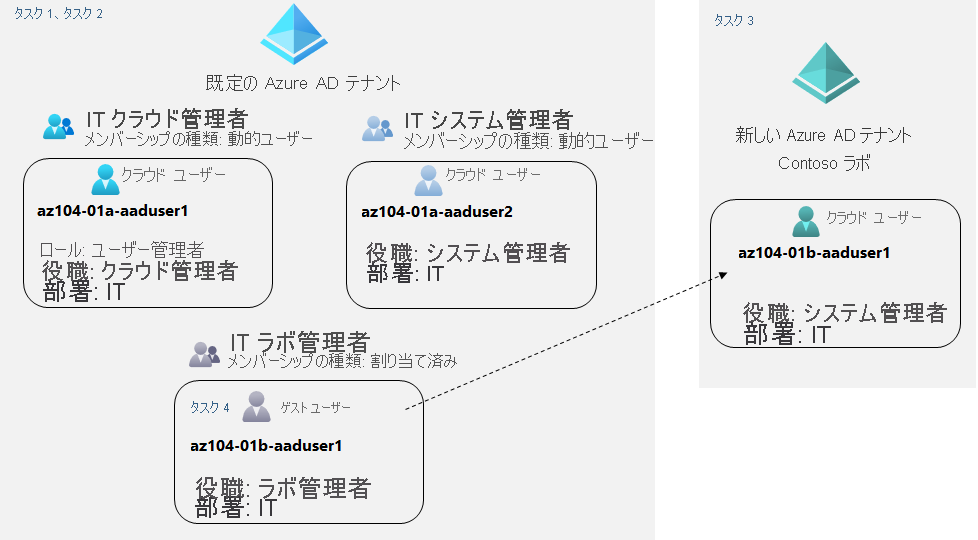 タスク 1、タスク 2
既定の Azure AD テナント
IT クラウド管理者
メンバーシップの種類: 動的ユーザー
クラウド ユーザー
az104-01a-aaduser1
ロール: ユーザー管理者
役職: クラウド管理者
部署: IT
IT システム管理者
メンバーシップの種類: 動的ユーザー
クラウド ユーザー
az104-01a-aaduser2
役職: システム管理者
部署: IT
IT ラボ管理者
メンバーシップの種類: 割り当て済み
タスク 4
ゲスト ユーザー
az104-01b-aaduser1
役職: ラボ管理者
部署: IT
タスク 3
新しい Azure AD テナント
Contoso ラボ
クラウド ユーザー
az104-01b-aaduser1
役職: システム管理者
部署: IT